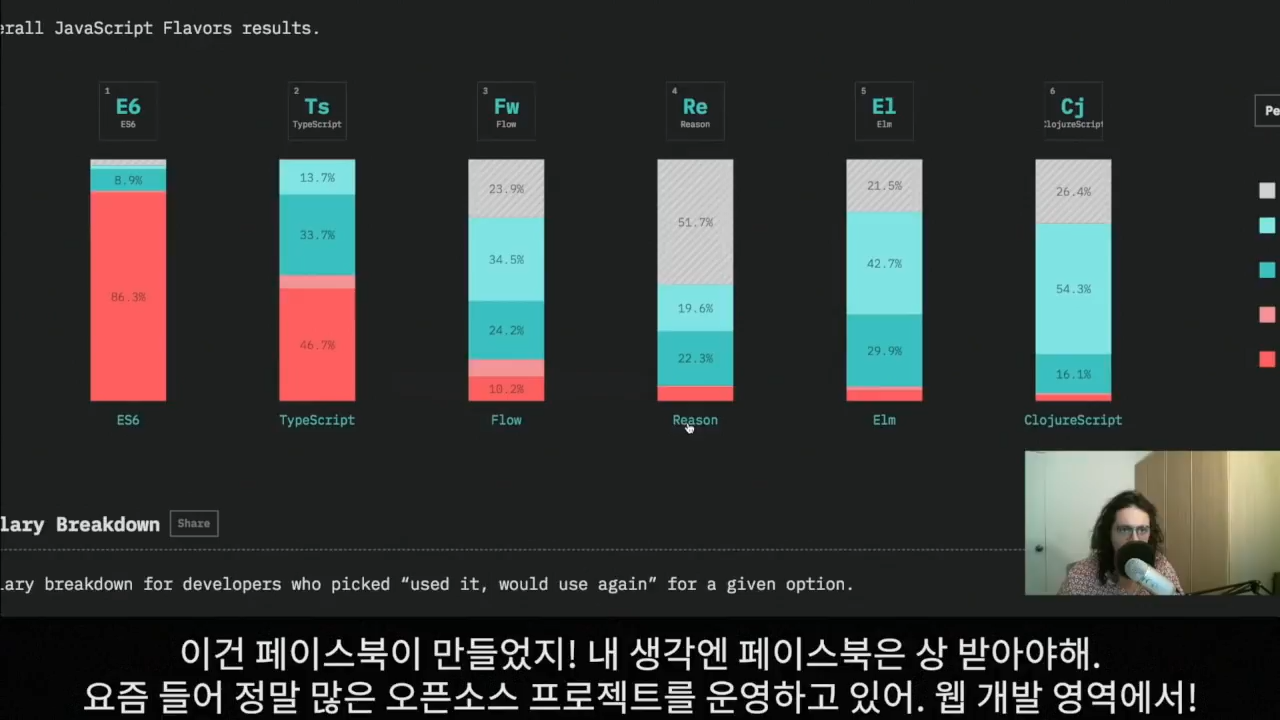 erall JavaScript Flavors results.
1 2 3 4 5 6
E6 Ts Fw Re El Cj
ES6 TypeScript Flow Reason Elm ClojureScript
Pe
8.9%
86.3%
13.7%
33.7%
46.7%
23.9%
34.5%
24.2%
10.2%
51.7%
19.6%
22.3%
21.5%
42.7%
29.9%
26.4%
54.3%
16.1%
ES6 TypeScript Flow Reason Elm ClojureScript
lary Breakdown Share
lary breakdown for developers who picked “used it, would use again” for a given option.
이건 페이스북이 만들었지! 내 생각엔 페이스북은 상 받아야해.
요즘 들어 정말 많은 오픈소스 프로젝트를 운영하고 있어. 웹 개발 영역에서!